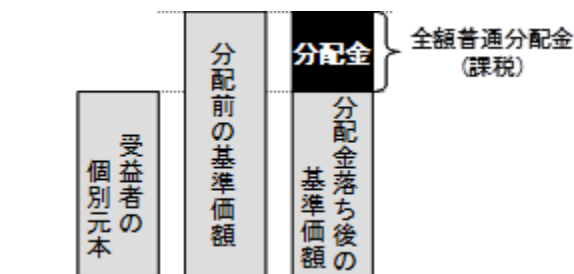 受益者の
個別元本
分配前の基準価額
分配金
分配金落ち後の
基準価額
全額普通分配金
(課税)